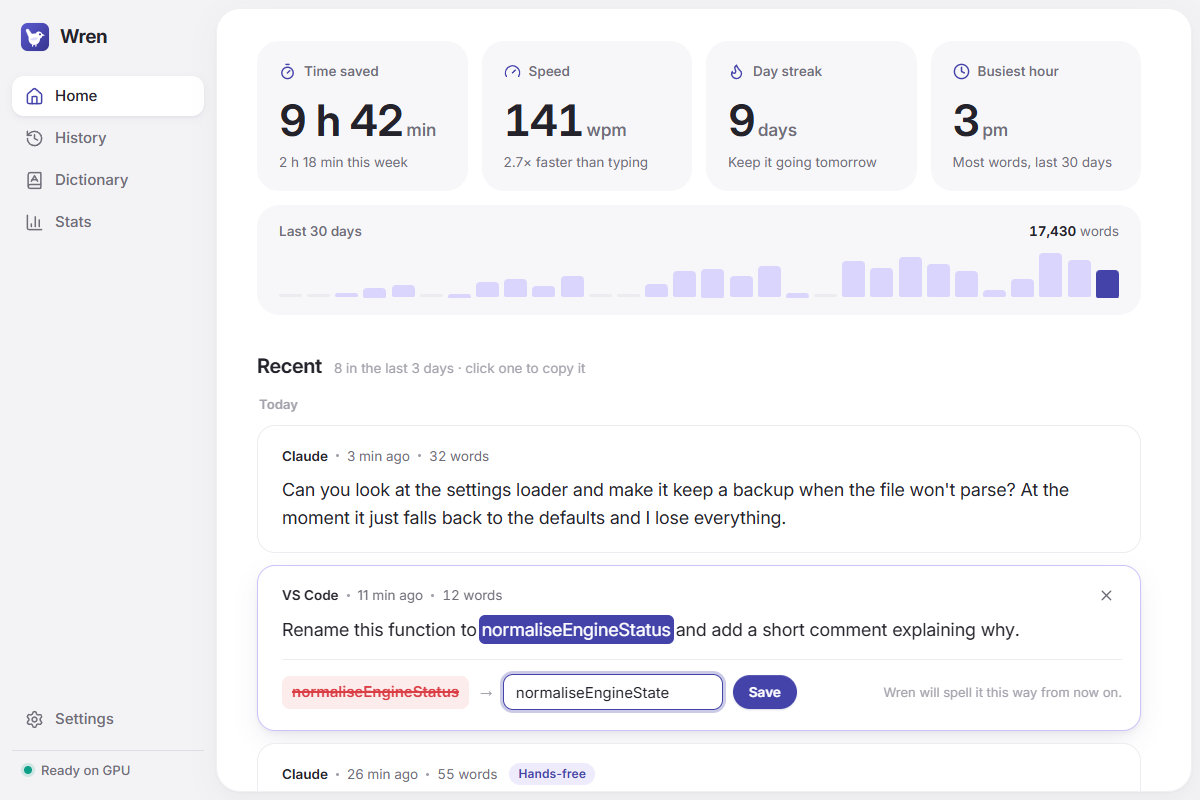 Wren
Home
History
Dictionary
Stats
Settings
Ready on GPU
Time saved
9 h 42 min
2 h 18 min this week
Speed
141 wpm
2.7× faster than typing
Day streak
9 days
Keep it going tomorrow
Busiest hour
3 pm
Most words, last 30 days
Last 30 days
17,430 words
Recent 8 in the last 3 days · click one to copy it
Today
Claude · 3 min ago · 32 words
Can you look at the settings loader and make it keep a backup when the file won't parse? At the
moment it just falls back to the defaults and I lose everything.
VS Code · 11 min ago · 12 words
Rename this function to normaliseEngineStatus and add a short comment explaining why.
normaliseEngineStatus → normaliseEngineState Save Wren will spell it this way from now on.
Claude · 26 min ago · 55 words Hands-free